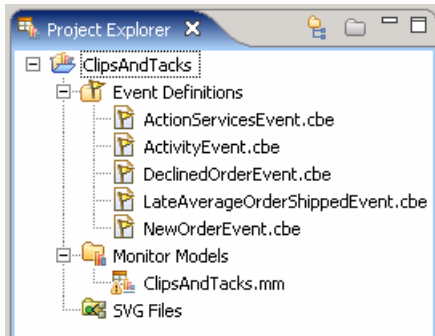 Project Explorer
ClipsAndTacks
Event Definitions
ActionServicesEvent.cbe
ActivityEvent.cbe
DeclinedOrderEvent.cbe
LateAverageOrderShippedEvent.cbe
NewOrderEvent.cbe
Monitor Models
ClipsAndTacks.mm
SVG Files